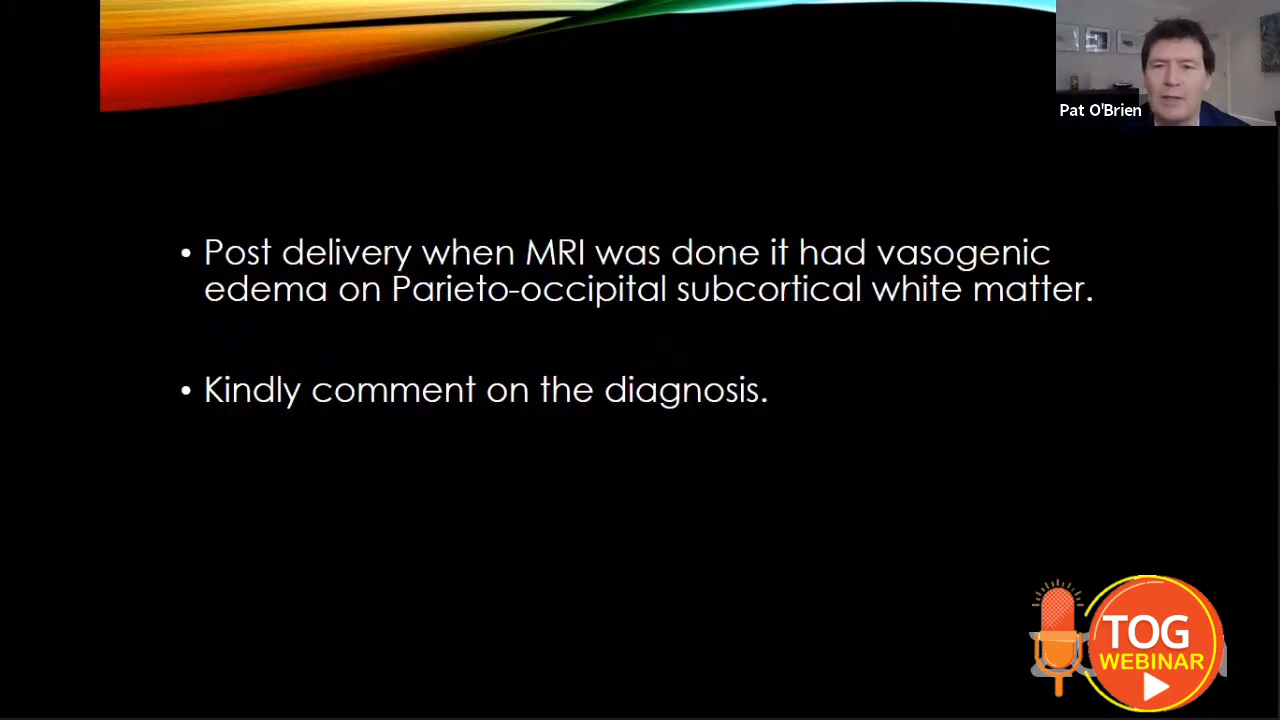 Pat O'Brien
• Post delivery when MRI was done it had vasogenic
edema on Parieto-occipital subcortical white matter.
• Kindly comment on the diagnosis.
TOG
WEBINAR